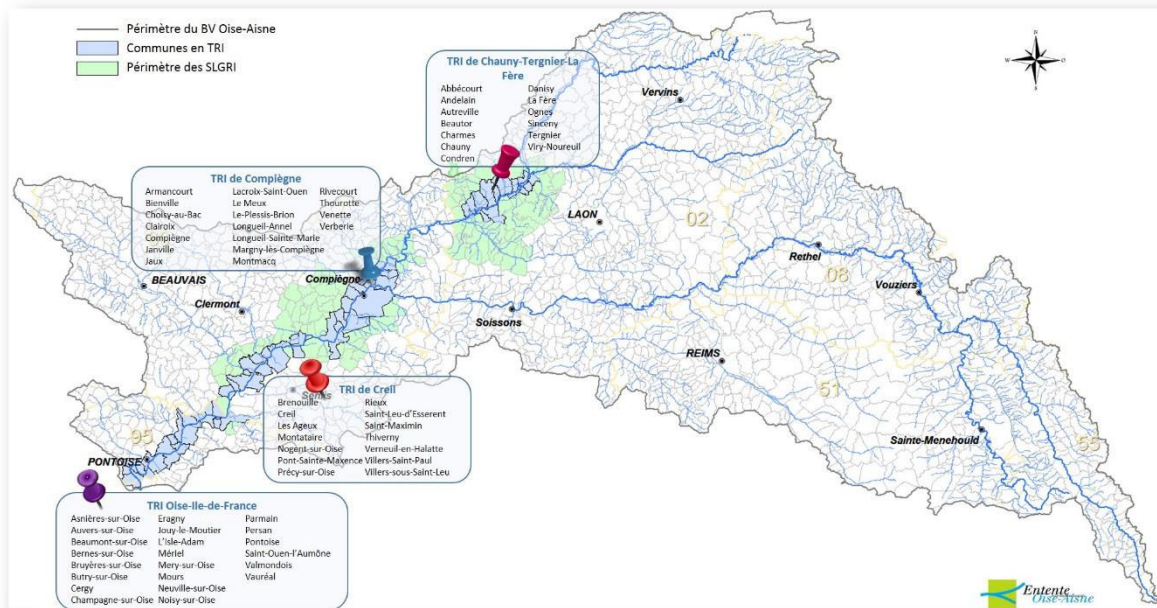 Périmètre du BV Oise-Aisne
Communes en TRI
Périmètre des SLGRI
TRI de Chauny-Tergnier-La
Fère
Abbécourt
Andelain
Autreville
Beautor
Charmes
Chauny
Condren
Danisy
La Fère
Ognes
Sinceny
Tergnier
Viry-Noureuil
N
Vervins
TRI de Compiègne
Armancourt
Bienville
Choisy-au-Bac
Clairoix
Compiègne
Janville
Jaux
Lacroix-Saint-Ouen
Le Meux
Le-Plessis-Brion
Longueil-Annel
Longueil-Sainte-Marie
Margny-lès-Compiègne
Montmacq
Rivecourt
Thourotte
Venette
Verberie
LAON
02
Rethel
08
BEAUVAIS
Compiègne
Clermont
Soissons
Vouziers
REIMS
51
Senlis
TRI de Creil
Brenouille
Creil
Les Ageux
Montataire
Nogent-sur-Oise
Pont-Sainte-Maxence
Précy-sur-Oise
Rieux
Saint-Leu-d'Esserent
Saint-Maximin
Thiverny
Verneuil-en-Halatte
Villers-Saint-Paul
Villers-sous-Saint-Leu
Sainte-Menehould
55
95
PONTOISE
TRI Oise-Ile-de-France
Asnières-sur-Oise
Auvers-sur-Oise
Beaumont-sur-Oise
Bernes-sur-Oise
Bruyères-sur-Oise
Butry-sur-Oise
Cergy
Champagne-sur-Oise
Eragny
Jouy-le-Moutier
L'Isle-Adam
Mériel
Mery-sur-Oise
Mours
Neuville-sur-Oise
Noisy-sur-Oise
Parmain
Persan
Pontoise
Saint-Ouen-l'Aumône
Valmondois
Vauréal
Entente
Oise-Aisne